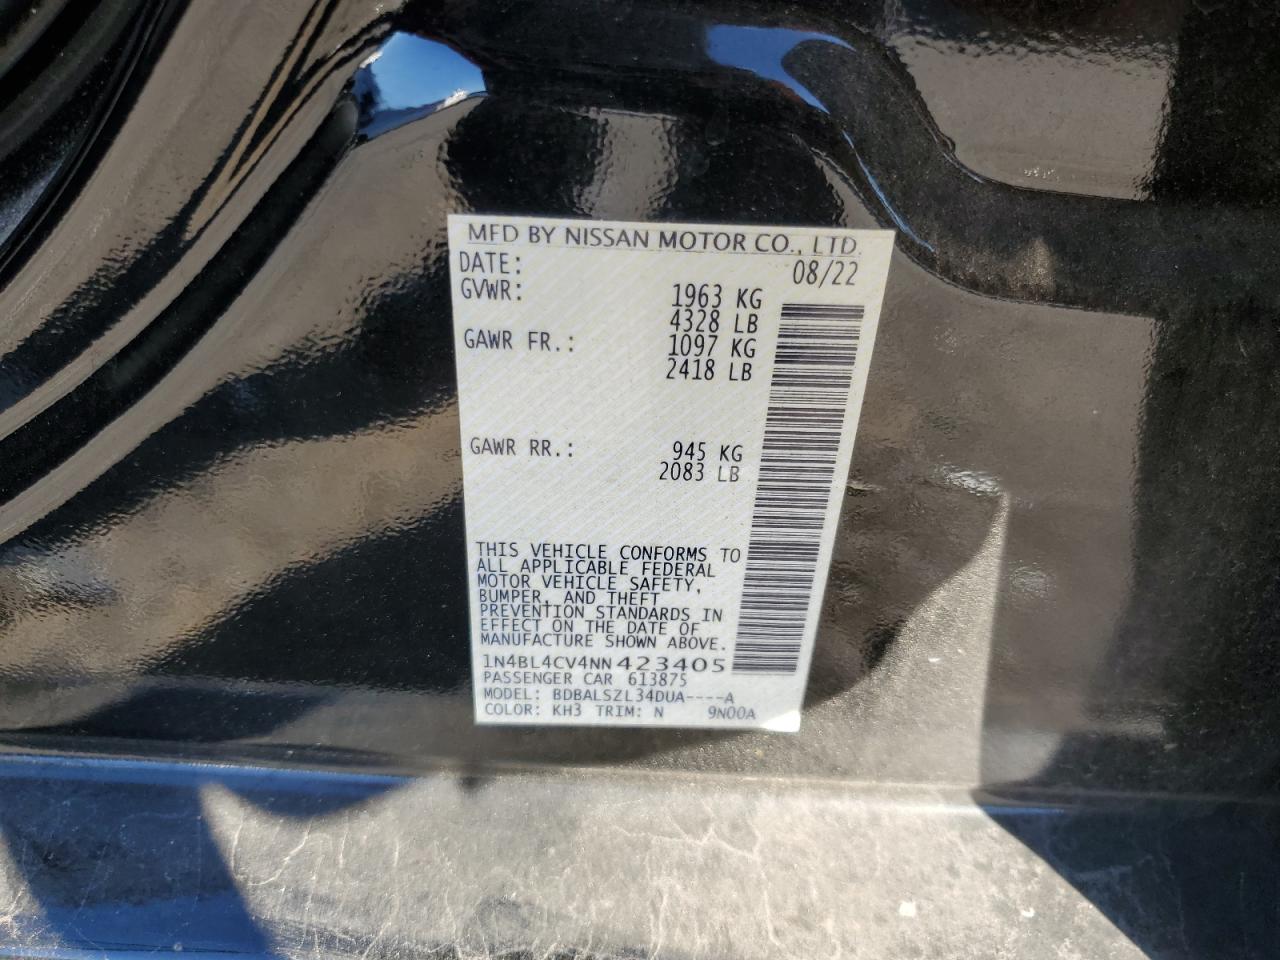 MFD BY NISSAN MOTOR CO., LTD.
DATE: 08/22
GVWR: 1963 KG
4328 LB
GAWR FR.: 1097 KG
2418 LB
GAWR RR.: 945 KG
2083 LB
THIS VEHICLE CONFORMS TO
ALL APPLICABLE FEDERAL
MOTOR VEHICLE SAFETY,
BUMPER, AND THEFT
PREVENTION STANDARDS IN
EFFECT ON THE DATE OF
MANUFACTURE SHOWN ABOVE.
1N4BL4CV4NN423405
PASSENGER CAR 613875
MODEL: BDBALSZL34DUA----A
COLOR: KH3 TRIM: N 9N00A